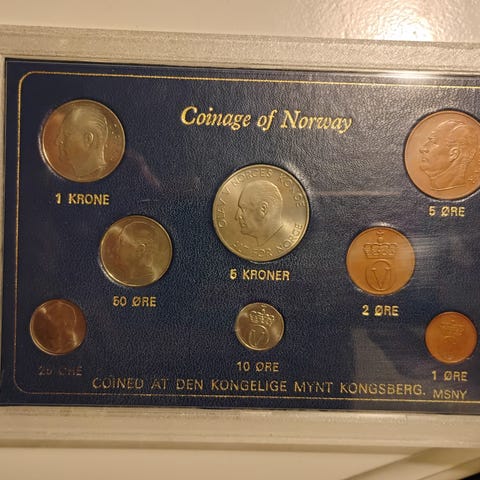 Coinage of Norway
1 KRONE
5 ØRE
OLAV V NORGES KONGE
ALT FOR NORGE
5 KRONER
50 ØRE
2 ØRE
25 ØRE
10 ØRE
1 ØRE
COINED AT DEN KONGELIGE MYNT KONGSBERG. MSNY